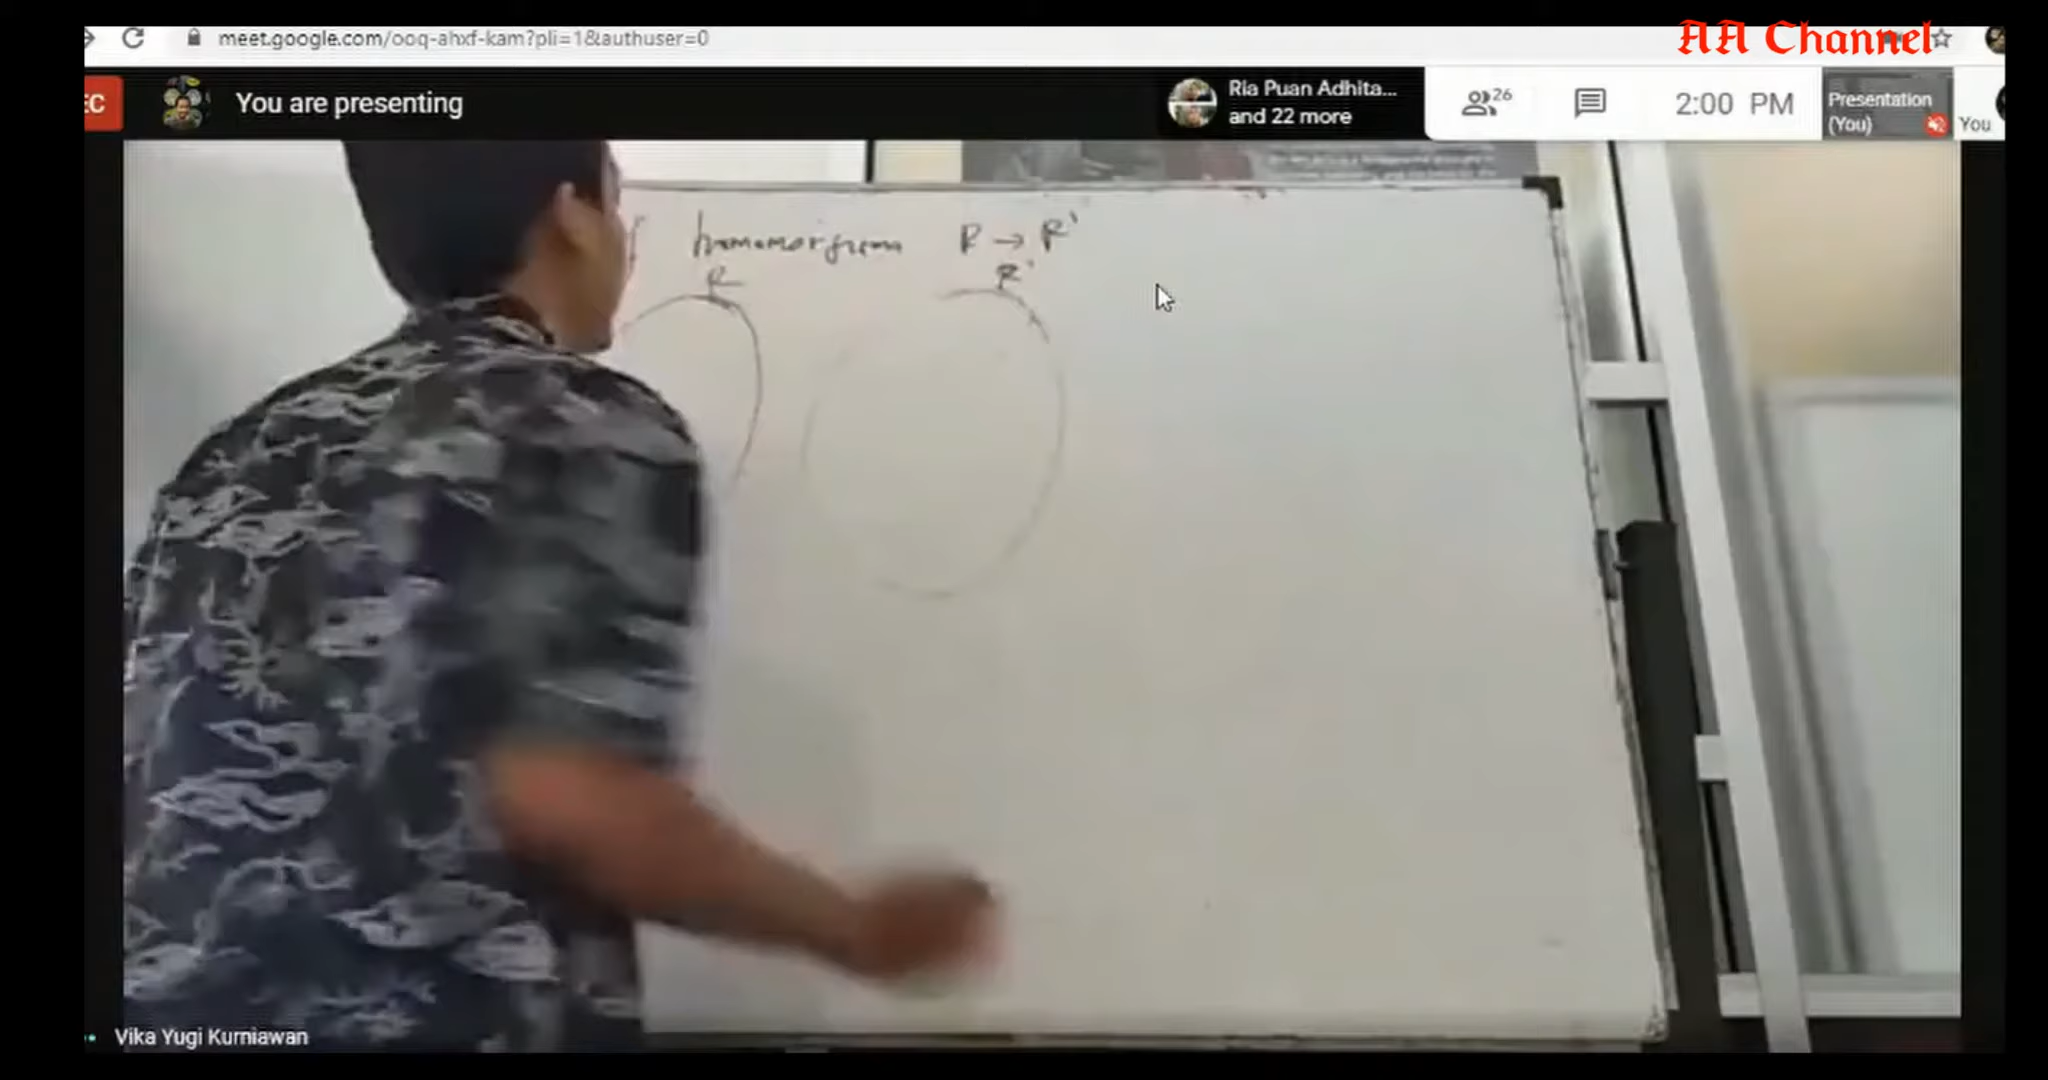 AA Channel
meet.google.com/ooq-ahxf-kam?pli=1&authuser=0
EC
You are presenting
Ria Puan Adhita...
and 22 more
26
2:00 PM
Presentation
(You)
You
f homomorfisma R → R'
R R'
Vika Yugi Kurniawan